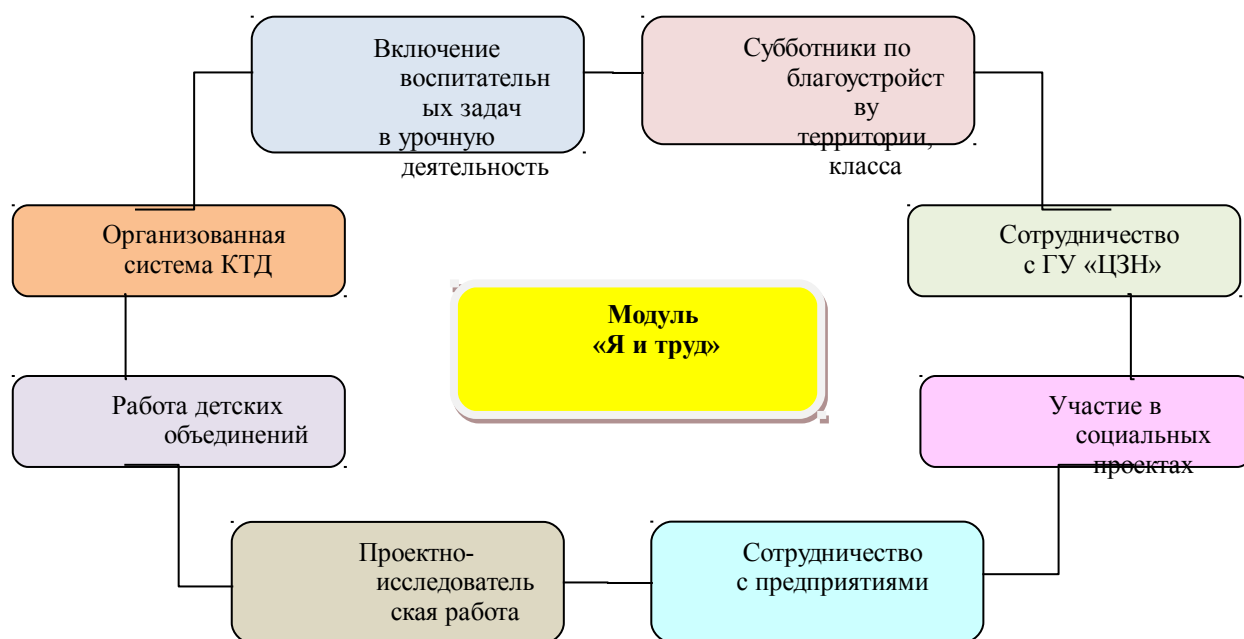 Включение
воспитательн
ых задач
в урочную
деятельность
Субботники по
благоустройст
ву
территории,
класса
Организованная
система КТД
Сотрудничество
с ГУ «ЦЗН»
Модуль
«Я и труд»
Работа детских
объединений
Участие в
социальных
проектах
Проектно-
исследователь
ская работа
Сотрудничество
с предприятиями